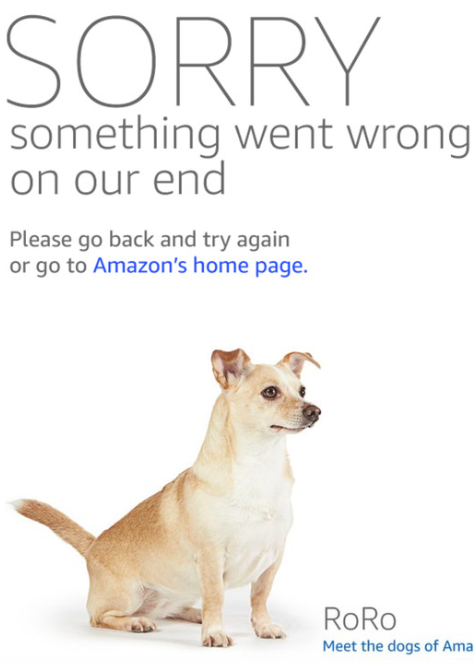 SORRY
something went wrong
on our end
Please go back and try again
or go to Amazon's home page.
RoRo
Meet the dogs of Ama